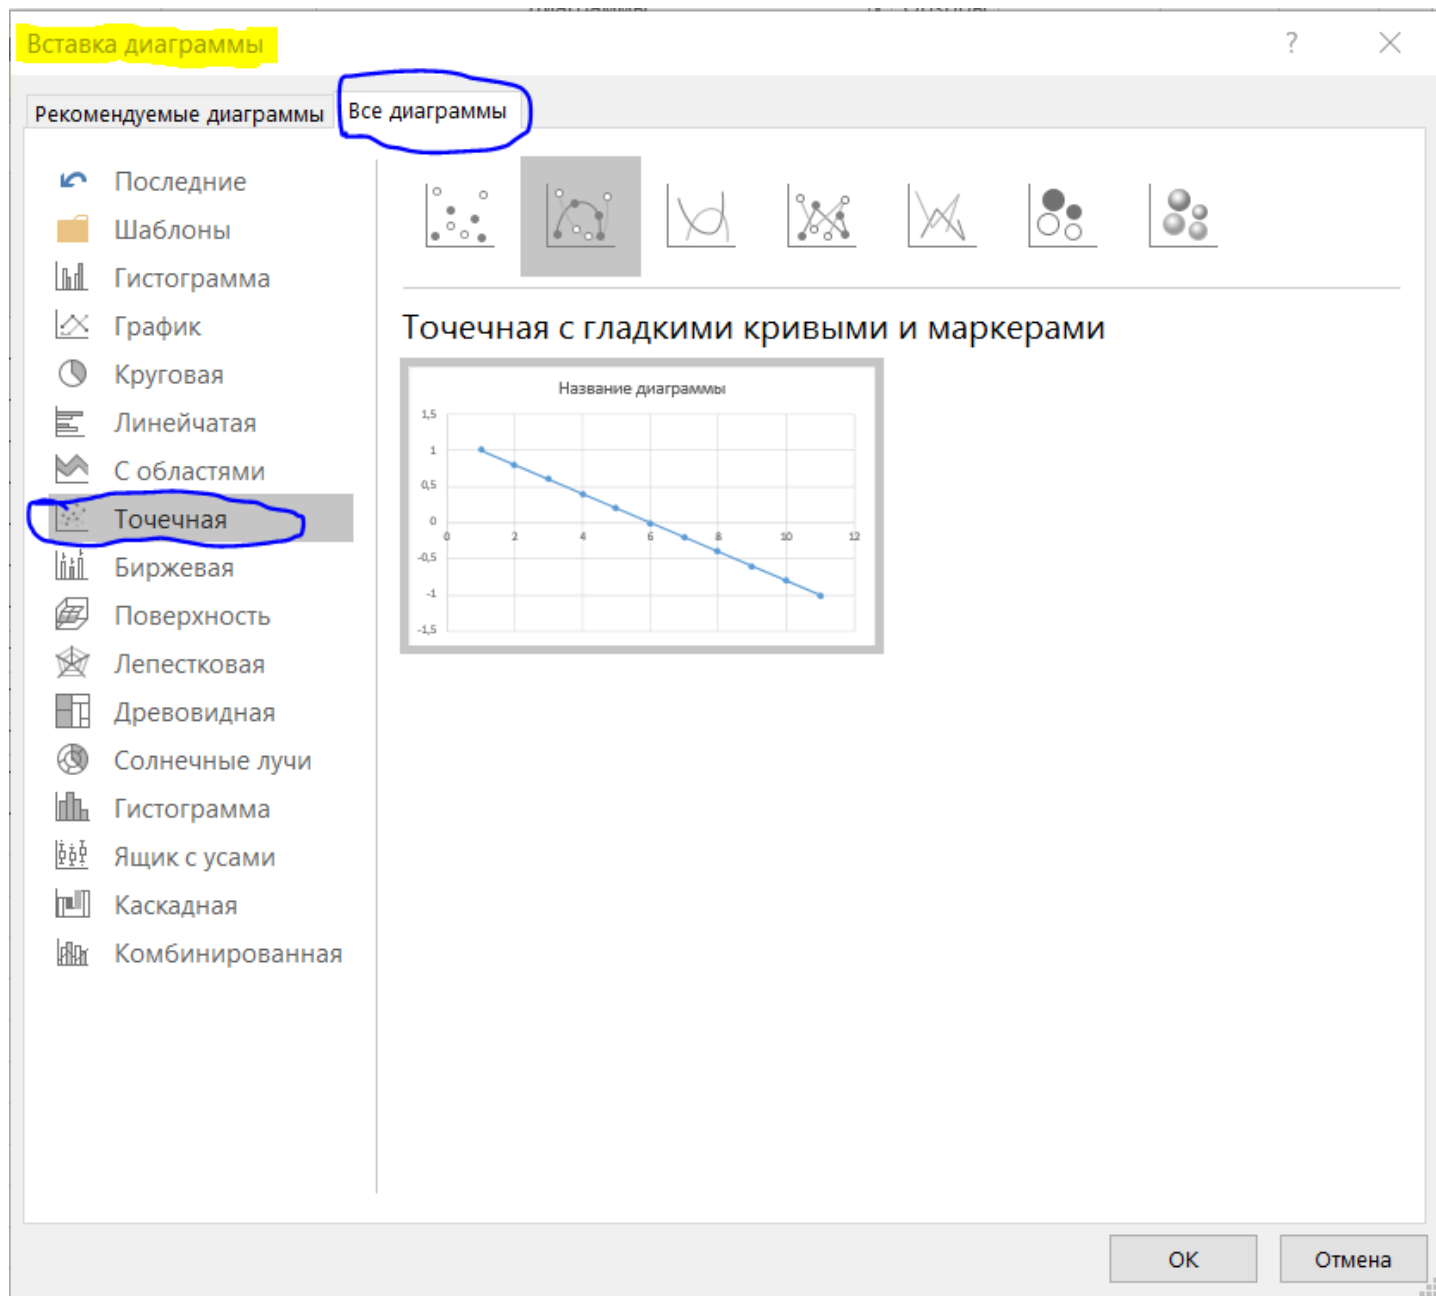 Вставка диаграммы
?
Рекомендуемые диаграммы
Все диаграммы
Последние
Шаблоны
Гистограмма
График
Круговая
Линейчатая
С областями
Точечная
Биржевая
Поверхность
Лепестковая
Древовидная
Солнечные лучи
Гистограмма
Ящик с усами
Каскадная
Комбинированная
Точечная с гладкими кривыми и маркерами
Название диаграммы
1,5
1
0,5
0
-0,5
-1
-1,5
0 2 4 6 8 10 12
ОК
Отмена